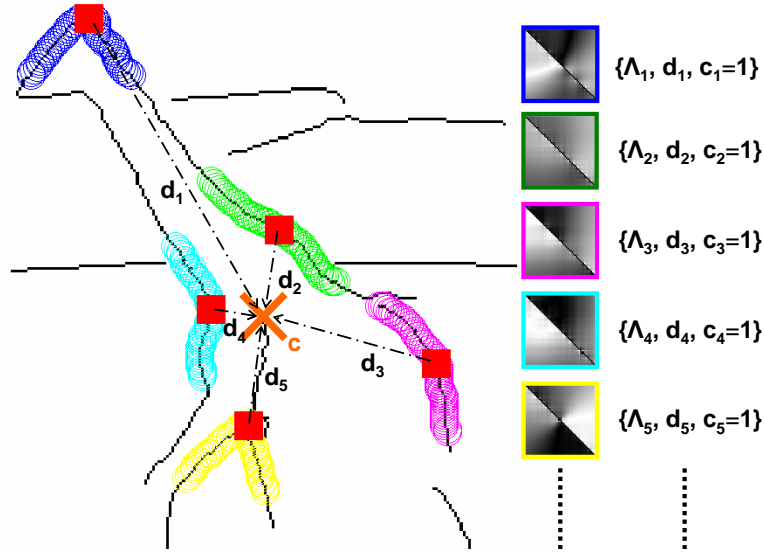 {Λ₁, d₁, c₁=1}
{Λ₂, d₂, c₂=1}
{Λ₃, d₃, c₃=1}
{Λ₄, d₄, c₄=1}
{Λ₅, d₅, c₅=1}
d₁
d₂
d₄
c
d₃
d₅